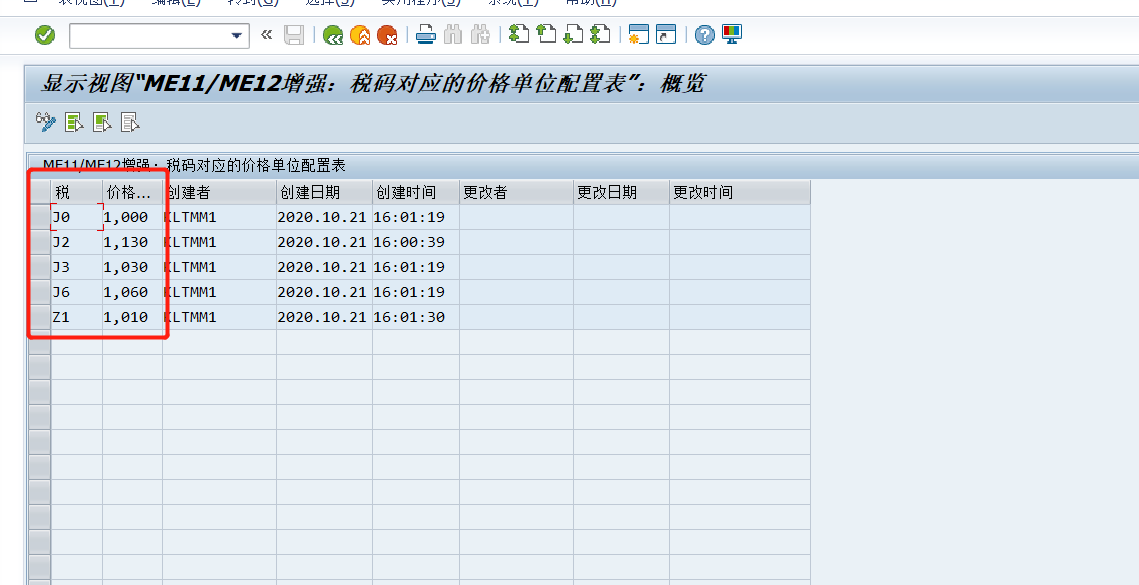 显示视图“ME11/ME12增强：税码对应的价格单位配置表”：概览
ME11/ME12增强：税码对应的价格单位配置表
税 价格... 创建者 创建日期 创建时间 更改者 更改日期 更改时间
J0 1,000 KLTMM1 2020.10.21 16:01:19
J2 1,130 KLTMM1 2020.10.21 16:00:39
J3 1,030 KLTMM1 2020.10.21 16:01:19
J6 1,060 KLTMM1 2020.10.21 16:01:19
Z1 1,010 KLTMM1 2020.10.21 16:01:30